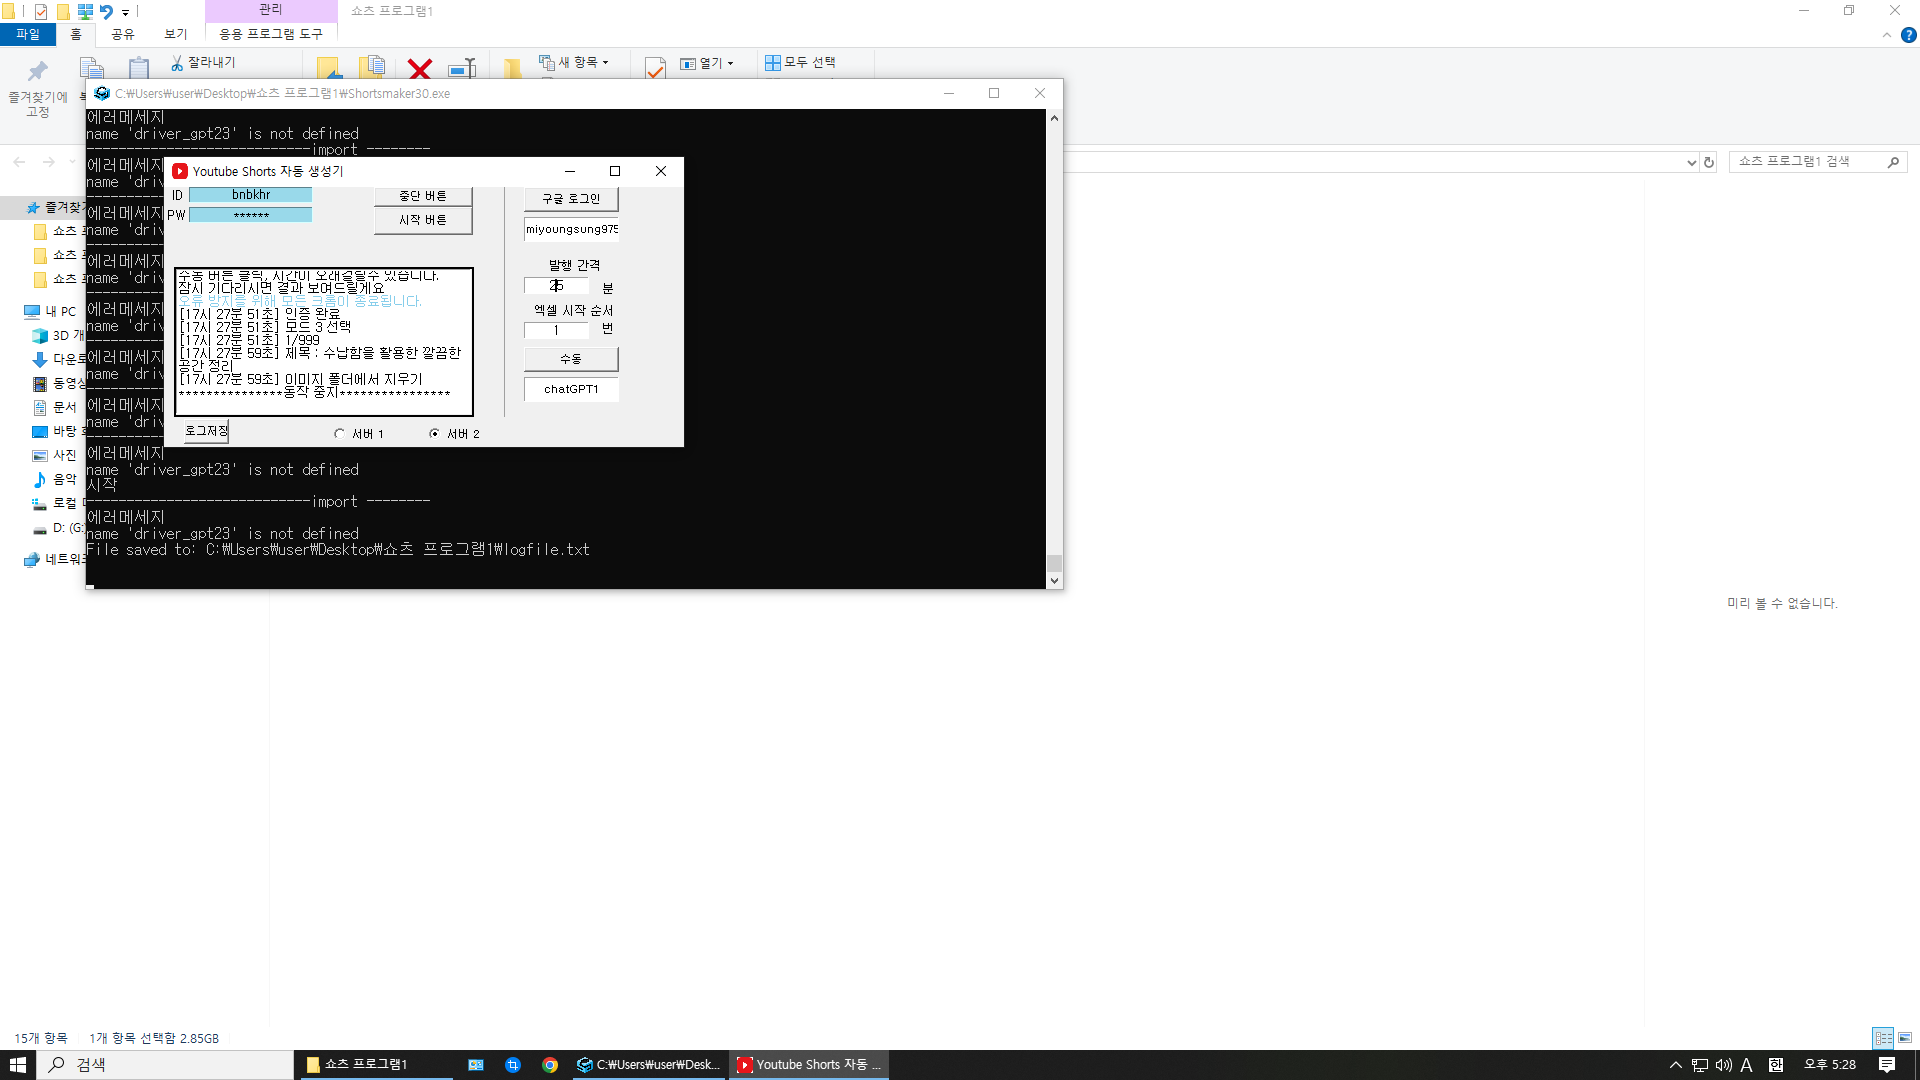 관리
쇼츠 프로그램1
파일
홈
공유
보기
응용 프로그램 도구
즐겨찾기에
고정
잘라내기
새 항목
열기
모두 선택
C:\Users\user\Desktop\쇼츠 프로그램1\Shortsmaker30.exe
쇼츠 프로그램1 검색
에러메세지
name 'driver_gpt23' is not defined
----------------------------import --------
에러메세지
name 'driv
에러메세지
name 'driv
에러메세지
name 'driv
에러메세지
name 'driv
에러메세지
name 'driv
에러메세지
name 'driv
에러메세지
name 'driver_gpt23' is not defined
시작
----------------------------import --------
에러메세지
name 'driver_gpt23' is not defined
File saved to: C:\Users\user\Desktop\쇼츠 프로그램1\logfile.txt
Youtube Shorts 자동 생성기
ID
bnbkhr
PW
******
중단 버튼
시작 버튼
구글 로그인
miyoungsung975
발행 간격
25
분
엑셀 시작 순서
1
번
수동
chatGPT1
수동 버튼 클릭, 시간이 오래걸릴수 있습니다.
잠시 기다리시면 결과 보여드릴게요
오류 방지를 위해 모든 크롬이 종료됩니다.
[17시 27분 51초] 인증 완료
[17시 27분 51초] 모드 3 선택
[17시 27분 51초] 1/999
[17시 27분 59초] 제목 : 수납함을 활용한 깔끔한
공간 정리
[17시 27분 59초] 이미지 폴더에서 지우기
***************동작 중지****************
로그저장
서버 1
서버 2
즐겨찾
쇼츠
쇼츠
쇼츠
내 PC
3D 개
다운로
동영상
문서
바탕
사진
음악
로컬
D: (G:
네트워크
미리 볼 수 없습니다.
15개 항목
1개 항목 선택함 2.85GB
검색
쇼츠 프로그램1
C:\Users\user\Desk...
Youtube Shorts 자동 ...
A
한
오후 5:28